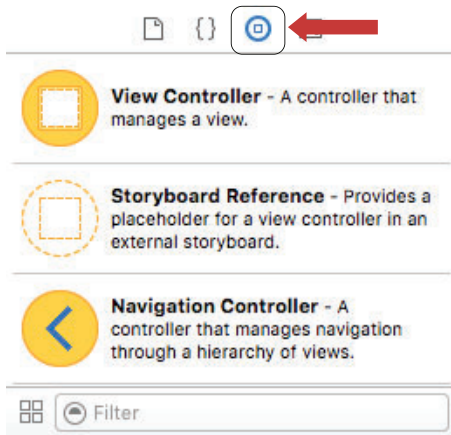 {}
View Controller - A controller that
manages a view.
Storyboard Reference - Provides a
placeholder for a view controller in an
external storyboard.
Navigation Controller - A
controller that manages navigation
through a hierarchy of views.
Filter